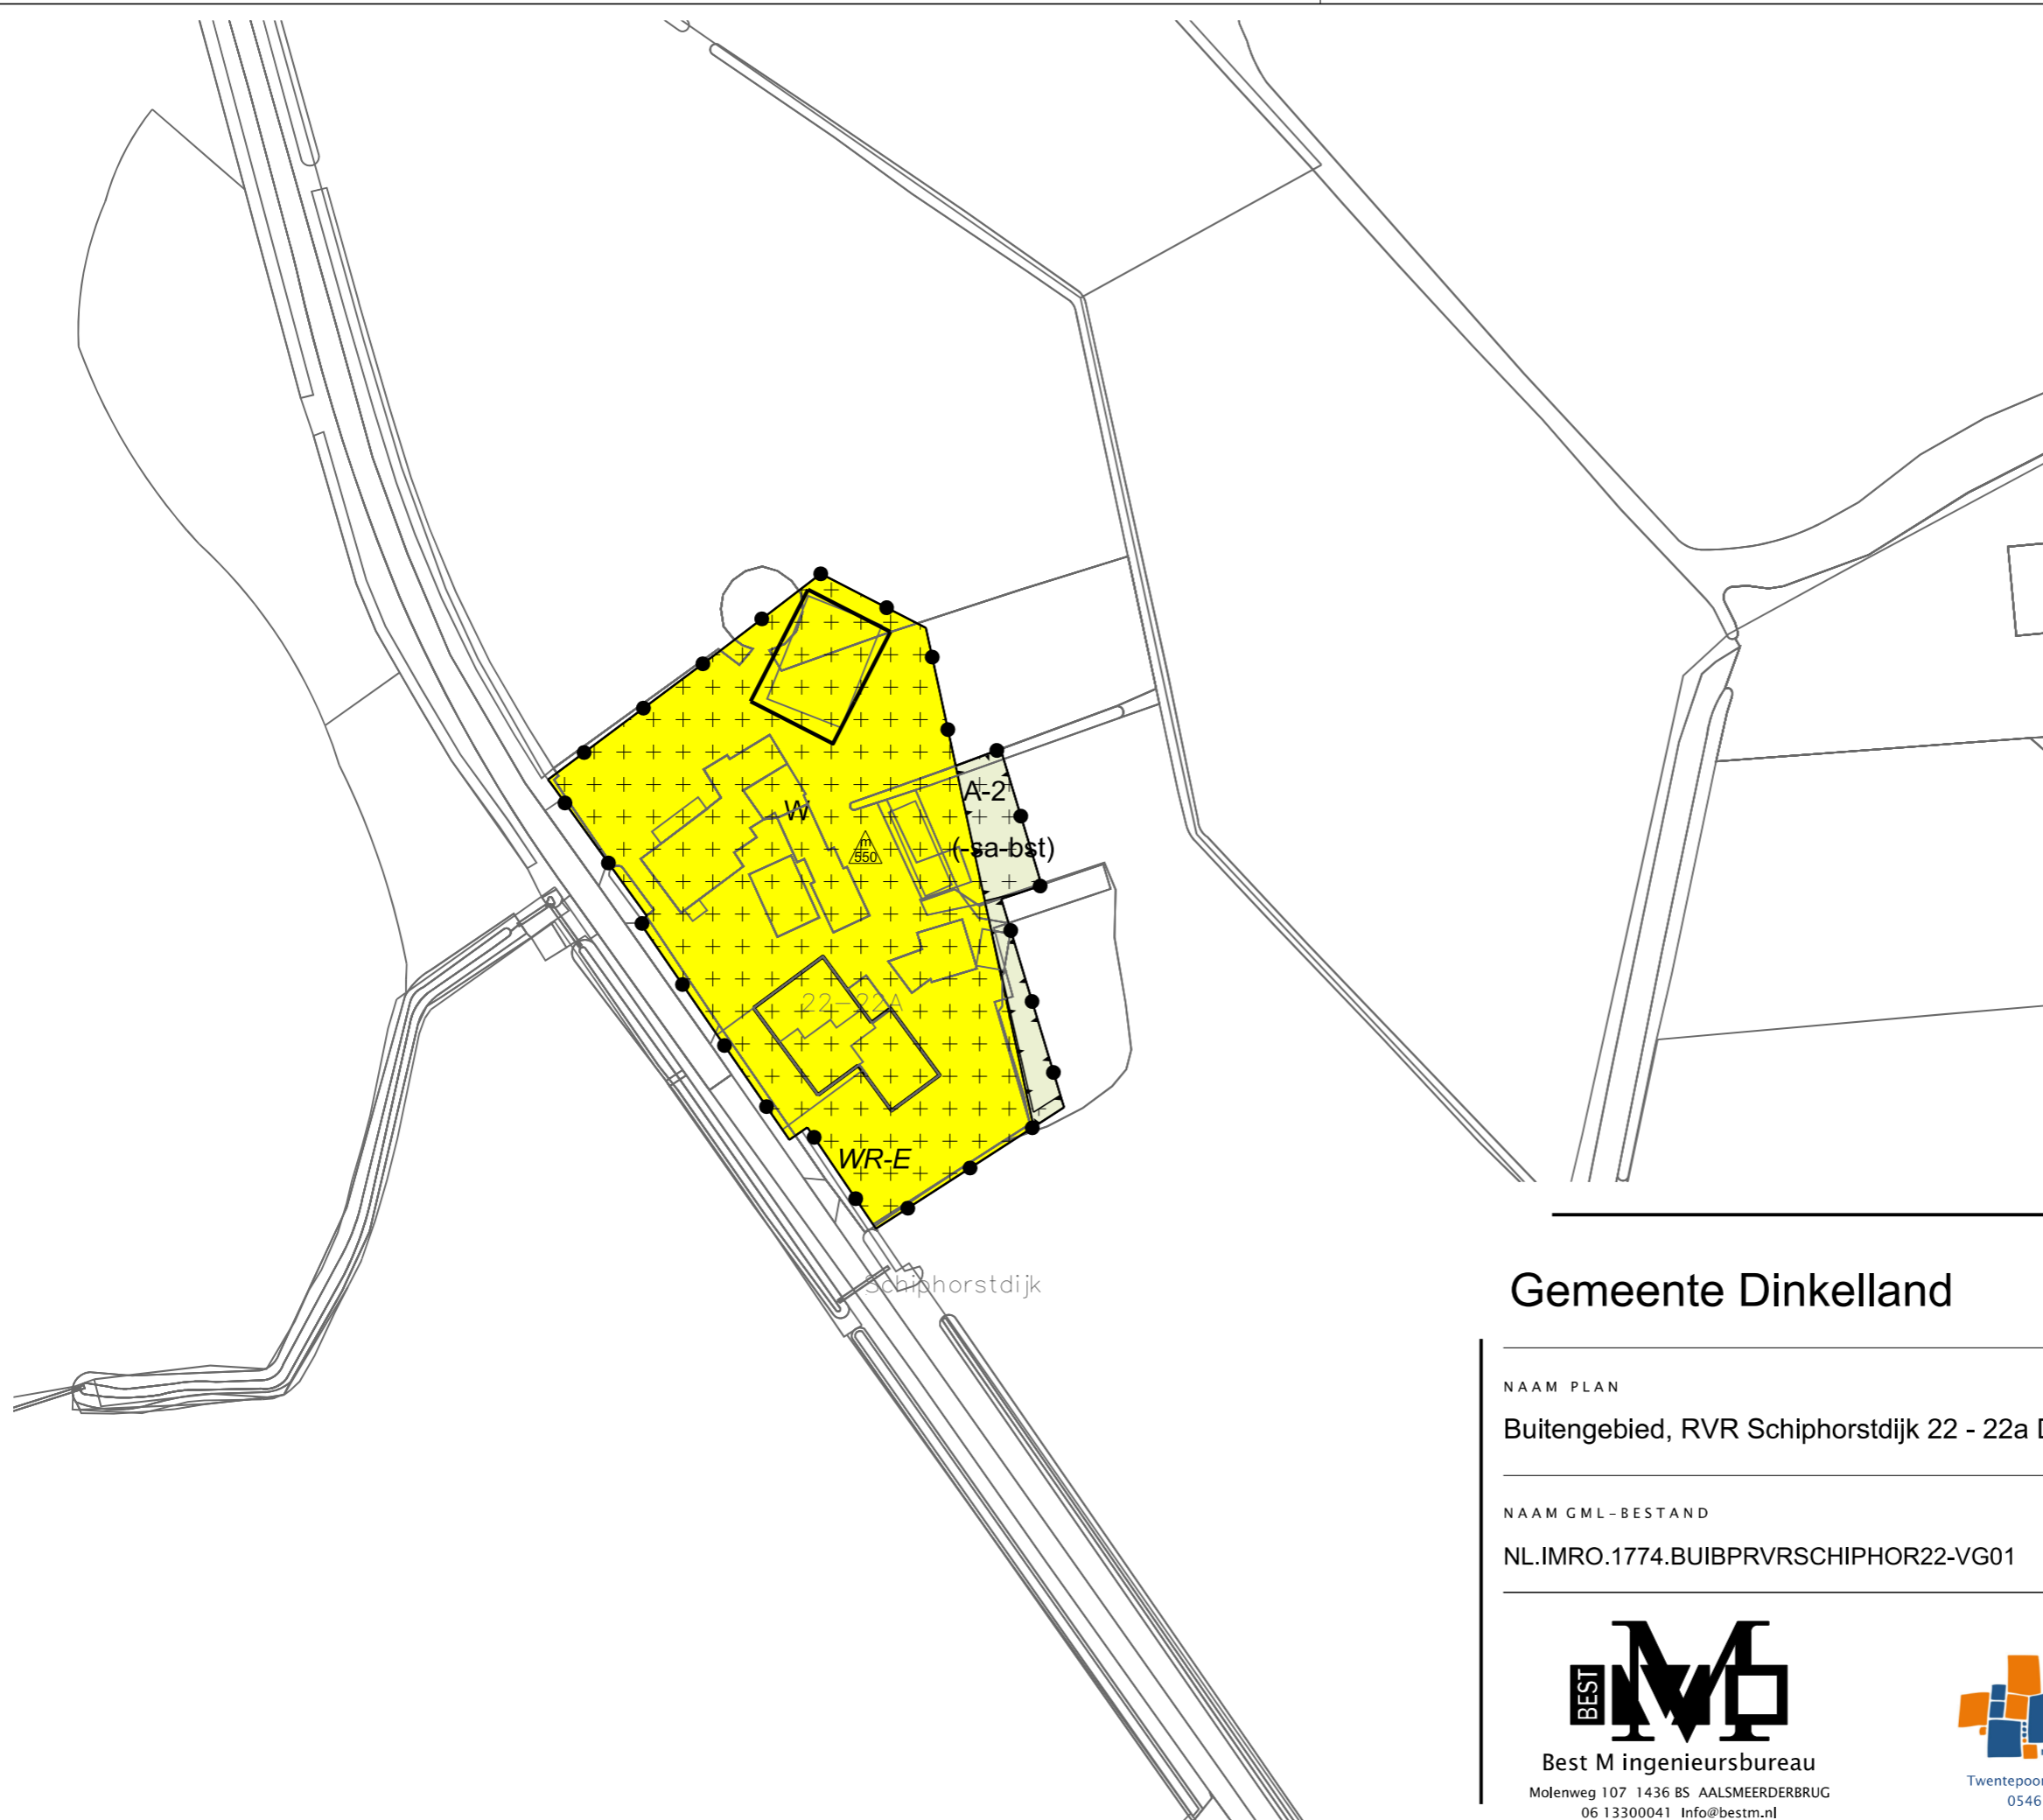 A-2
W
m
550
(-sa-bst)
22-22A
WR-E
Schiphorstdijk
Gemeente Dinkelland
NAAM PLAN
Buitengebied, RVR Schiphorstdijk 22 - 22a
NAAM GML-BESTAND
NL.IMRO.1774.BUIBPRVRSCHIPHOR22-VG01
BEST
M
Best M ingenieursbureau
Molenweg 107 1436 BS AALSMEERDERBRUG
06 13300041 Info@bestm.nl
Twentepoor
0546